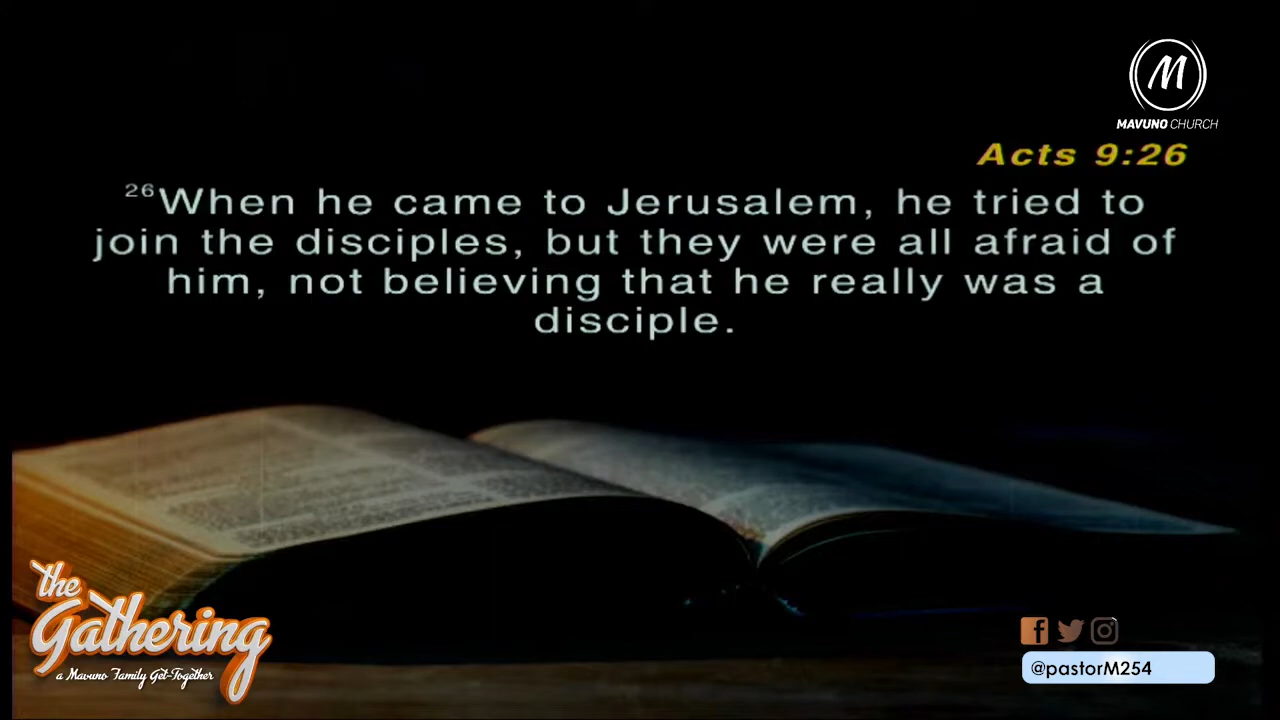 M
MAVUNO CHURCH
Acts 9:26
26When he came to Jerusalem, he tried to
join the disciples, but they were all afraid of
him, not believing that he really was a
disciple.
the
Gathering
a Mavuno Family Get-Together
@pastorM254